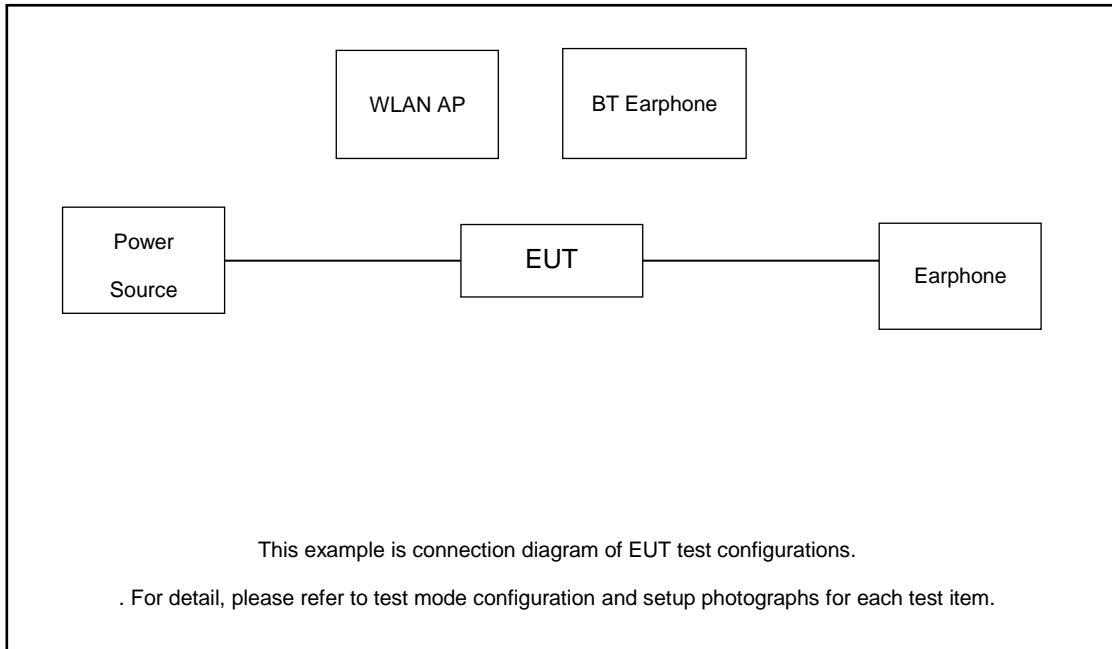 WLAN AP
BT Earphone
Power
Source
EUT
Earphone
This example is connection diagram of EUT test configurations.
. For detail, please refer to test mode configuration and setup photographs for each test item.